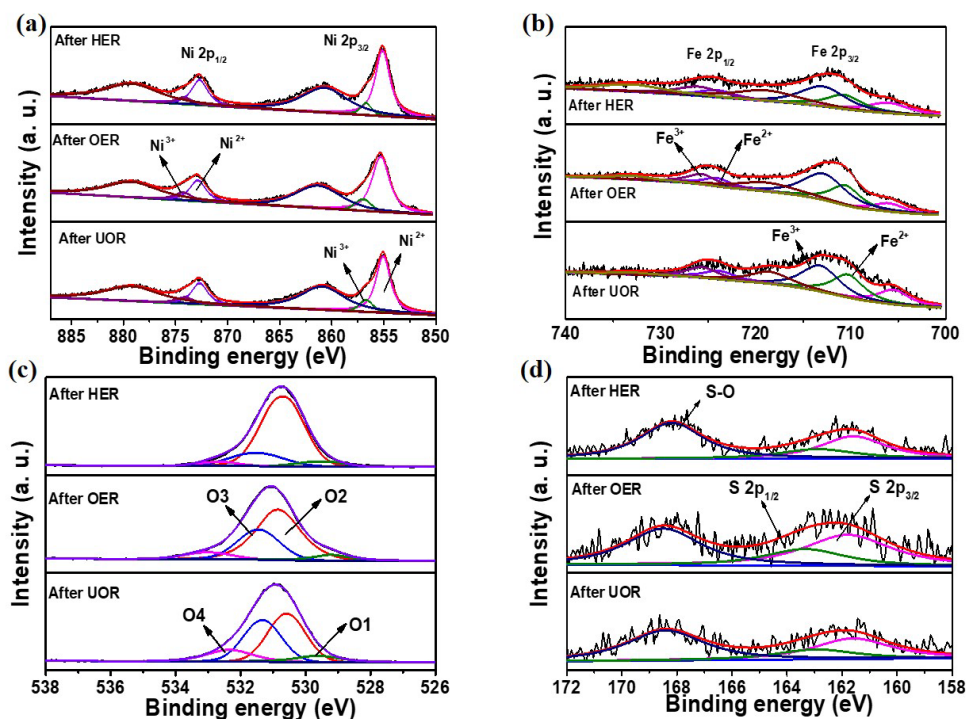 (a)
After HER
Ni 2p1/2
Ni 2p3/2
After OER
Ni3+
Ni2+
After UOR
Ni3+
Ni2+
Intensity (a. u.)
885 880 875 870 865 860 855 850
Binding energy (eV)
(b)
Fe 2p1/2
Fe 2p3/2
After HER
Fe3+
Fe2+
After OER
Fe3+
Fe2+
After UOR
Intensity (a. u.)
740 730 720 710 700
Binding energy (eV)
(c)
After HER
After OER
O3
O2
After UOR
O4
O1
Intensity (a. u.)
538 536 534 532 530 528 526
Binding energy (eV)
(d)
After HER
S-O
After OER
S 2p1/2
S 2p3/2
After UOR
Intensity (a. u.)
172 170 168 166 164 162 160 158
Binding energy (eV)